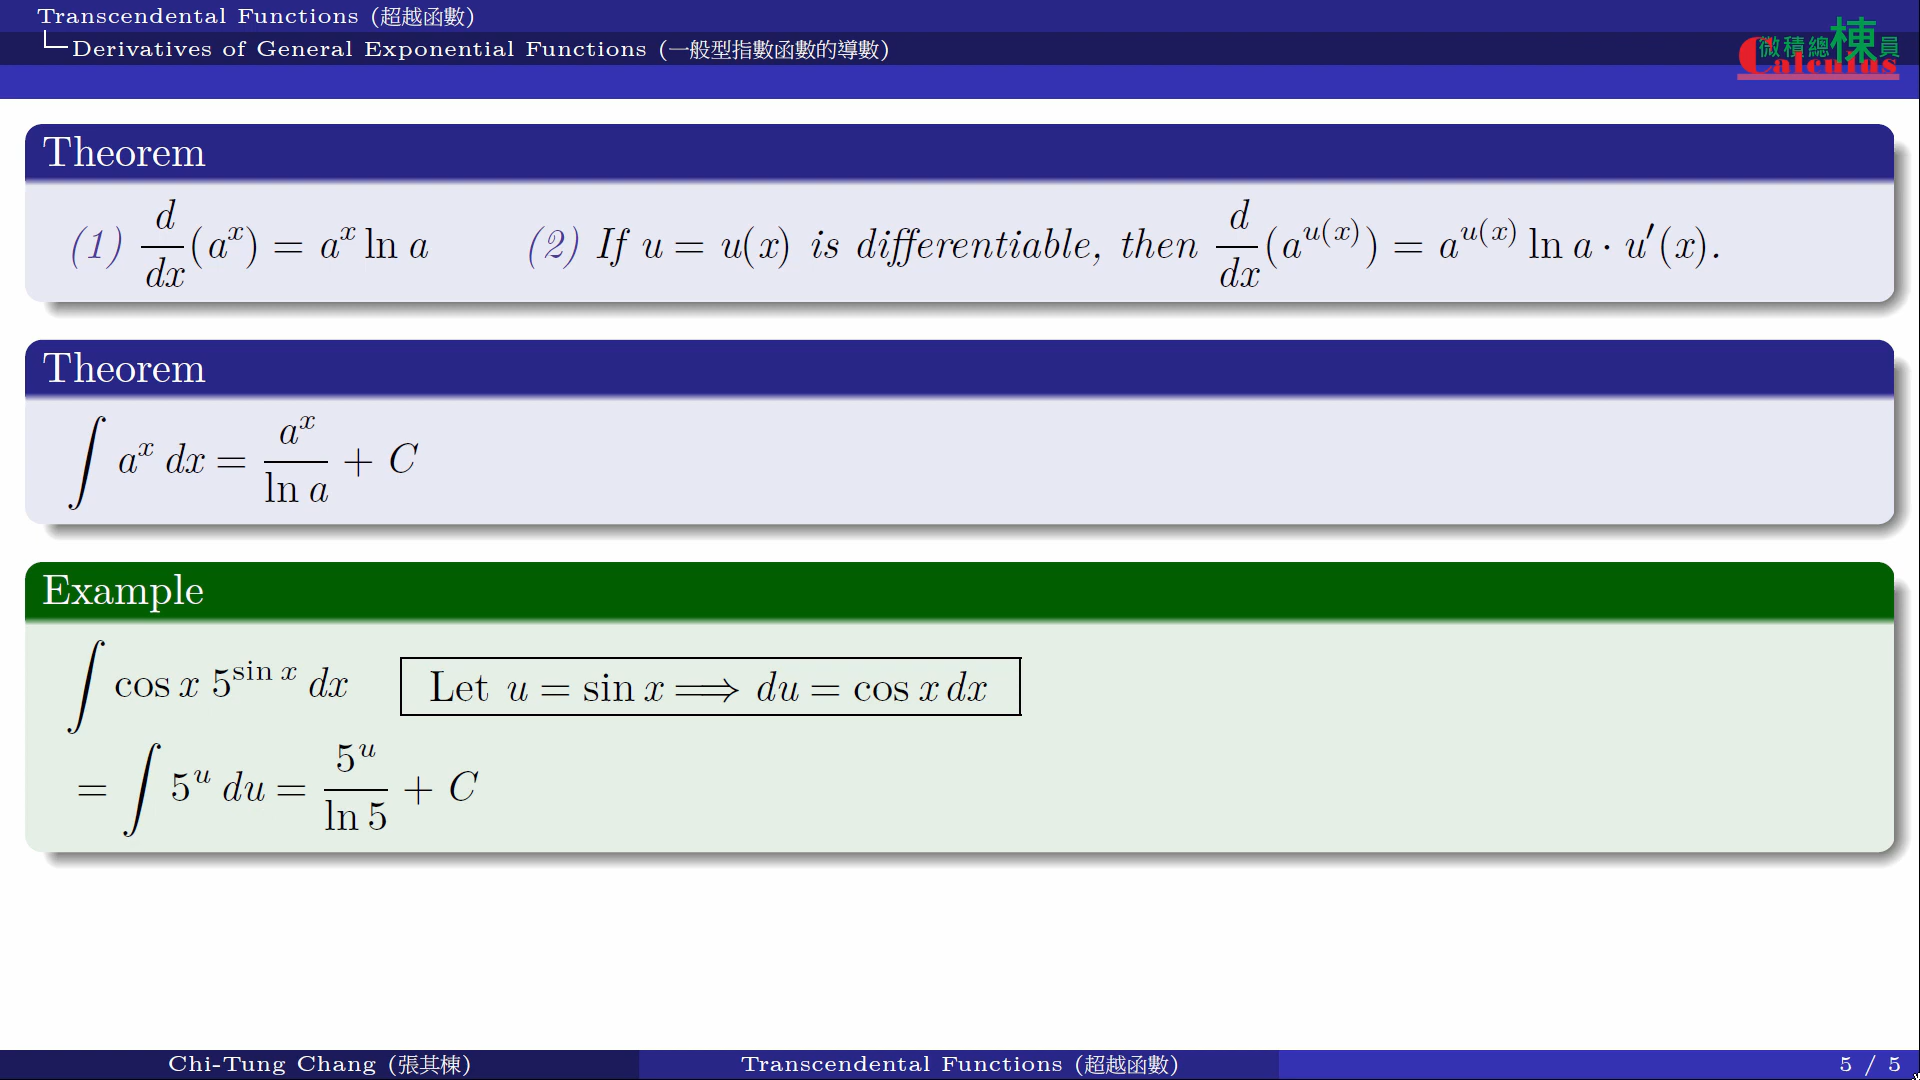 Transcendental Functions (超越函數)
Derivatives of General Exponential Functions (一般型指數函數的導數)
微積總棟員
Calculus
Theorem
(1) d/dx(a^x) = a^x ln a (2) If u = u(x) is differentiable, then d/dx(a^{u(x)}) = a^{u(x)} ln a · u′(x).
Theorem
∫ a^x dx = a^x/ln a + C
Example
∫ cos x 5^{sin x} dx Let u = sin x ⟹ du = cos x dx
= ∫ 5^u du = 5^u/ln 5 + C
Chi-Tung Chang (張其棟) Transcendental Functions (超越函數) 5 / 5